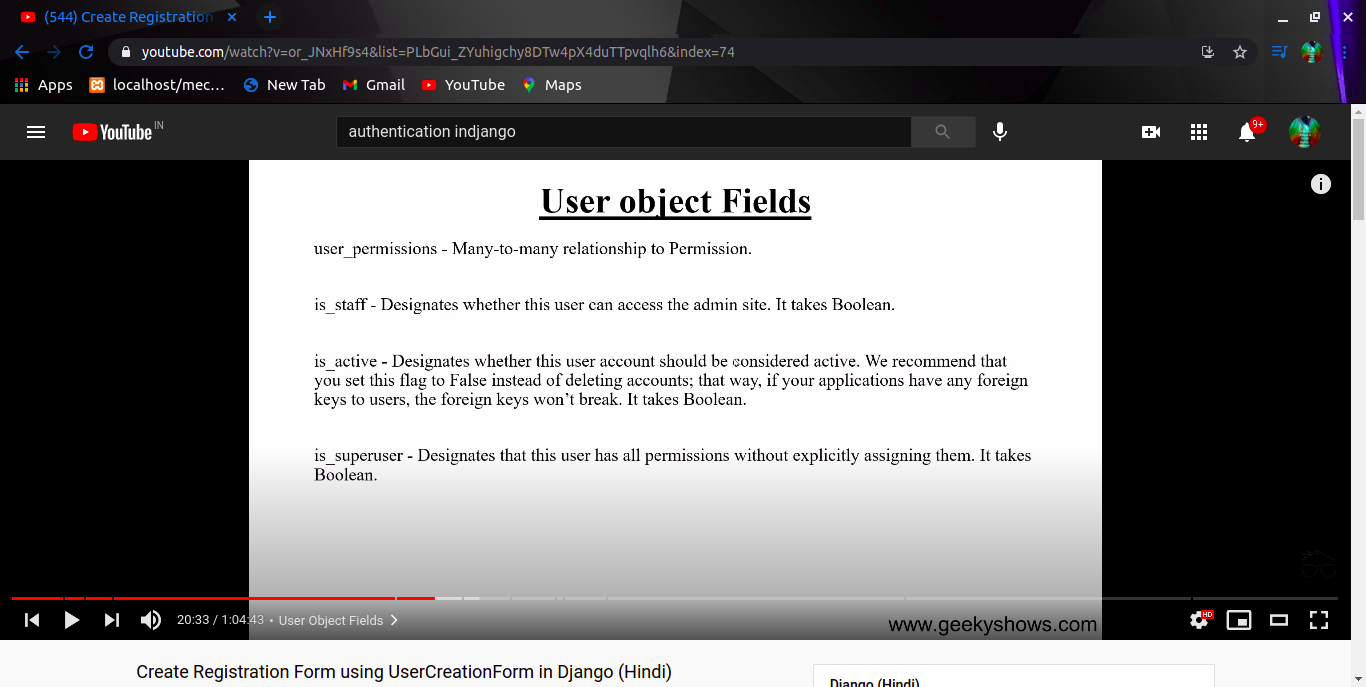 (544) Create Registration
youtube.com/watch?v=or_JNxHf9s4&list=PLbGui_ZYuhigchy8DTw4pX4duTTpvqlh6&index=74
Apps localhost/mec... New Tab Gmail YouTube Maps
YouTube IN authentication indjango 9+
User object Fields
user_permissions - Many-to-many relationship to Permission.
is_staff - Designates whether this user can access the admin site. It takes Boolean.
is_active - Designates whether this user account should be considered active. We recommend that
you set this flag to False instead of deleting accounts; that way, if your applications have any foreign
keys to users, the foreign keys won’t break. It takes Boolean.
is_superuser - Designates that this user has all permissions without explicitly assigning them. It takes
Boolean.
20:33 / 1:04:43 • User Object Fields HD
www.geekyshows.com
Create Registration Form using UserCreationForm in Django (Hindi)
Django (Hindi)